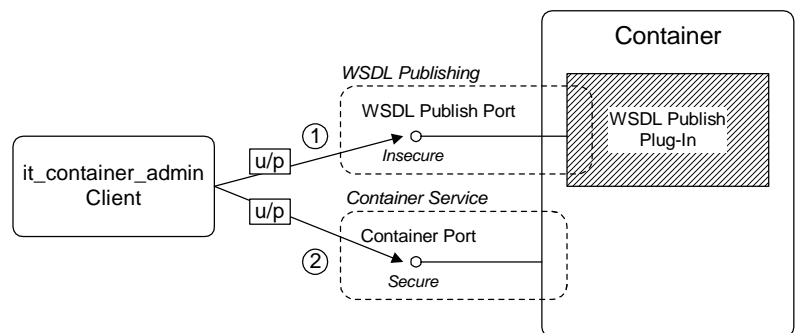 Container
WSDL Publishing
WSDL Publish Port
WSDL Publish
Plug-In
1
u/p
Insecure
it_container_admin
Client
Container Service
u/p
Container Port
2
Secure